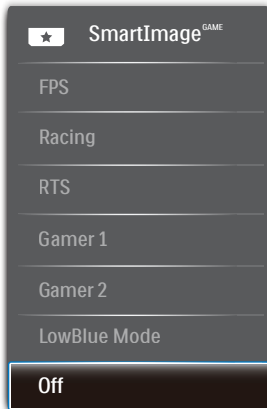 SmartImage GAME
FPS
Racing
RTS
Gamer 1
Gamer 2
LowBlue Mode
Off